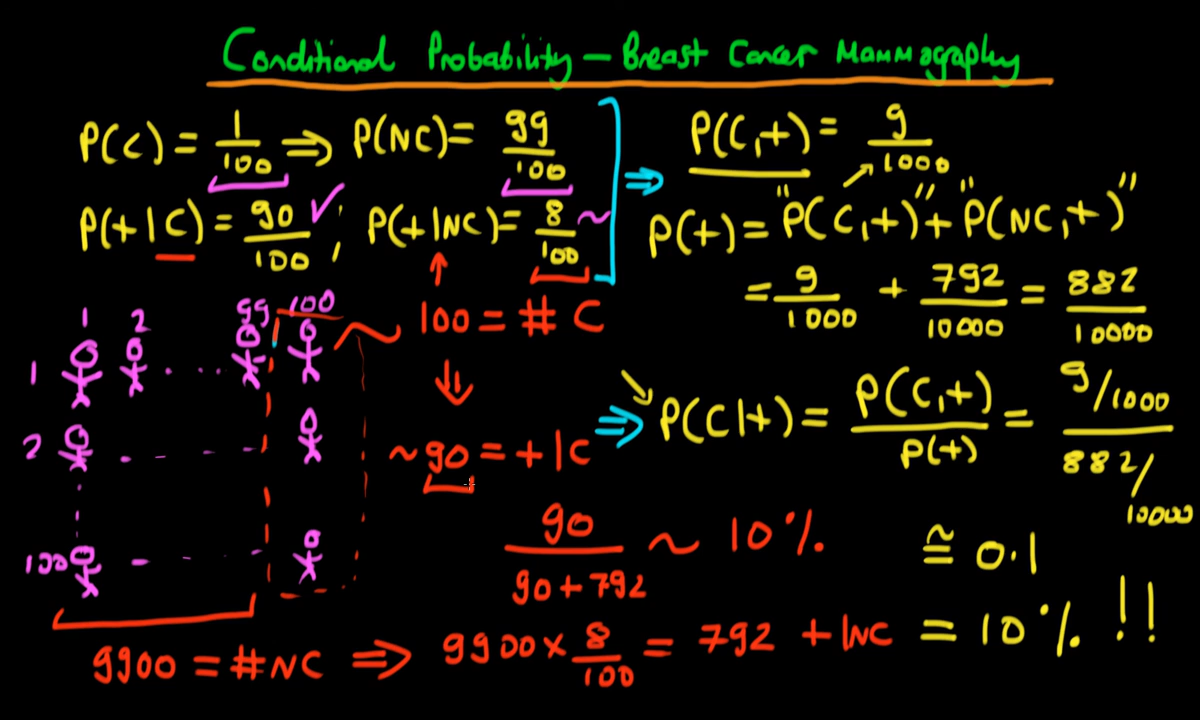 Conditional Probability – Breast Cancer Mammography
P(C) = 1/100 ⇒ P(NC) = 99/100
P(+|C) = 90/100 ✓ ; P(+|NC) = 8/100 ~
⇒ P(C,+) = 9/1000
P(+) = "P(C,+)" + "P(NC,+)"
= 9/1000 + 792/10000 = 882/10000
⇒ P(C|+) = P(C,+)/P(+) = 9/1000 / 882/10000
≅ 0.1
= 10% !!
1 2 . . . . 99 100
1
2
100
100 = # C
⇓
~90 = +|C
90/90+792 ~ 10%
9900 = #NC ⇒ 9900 × 8/100 = 792 +|NC